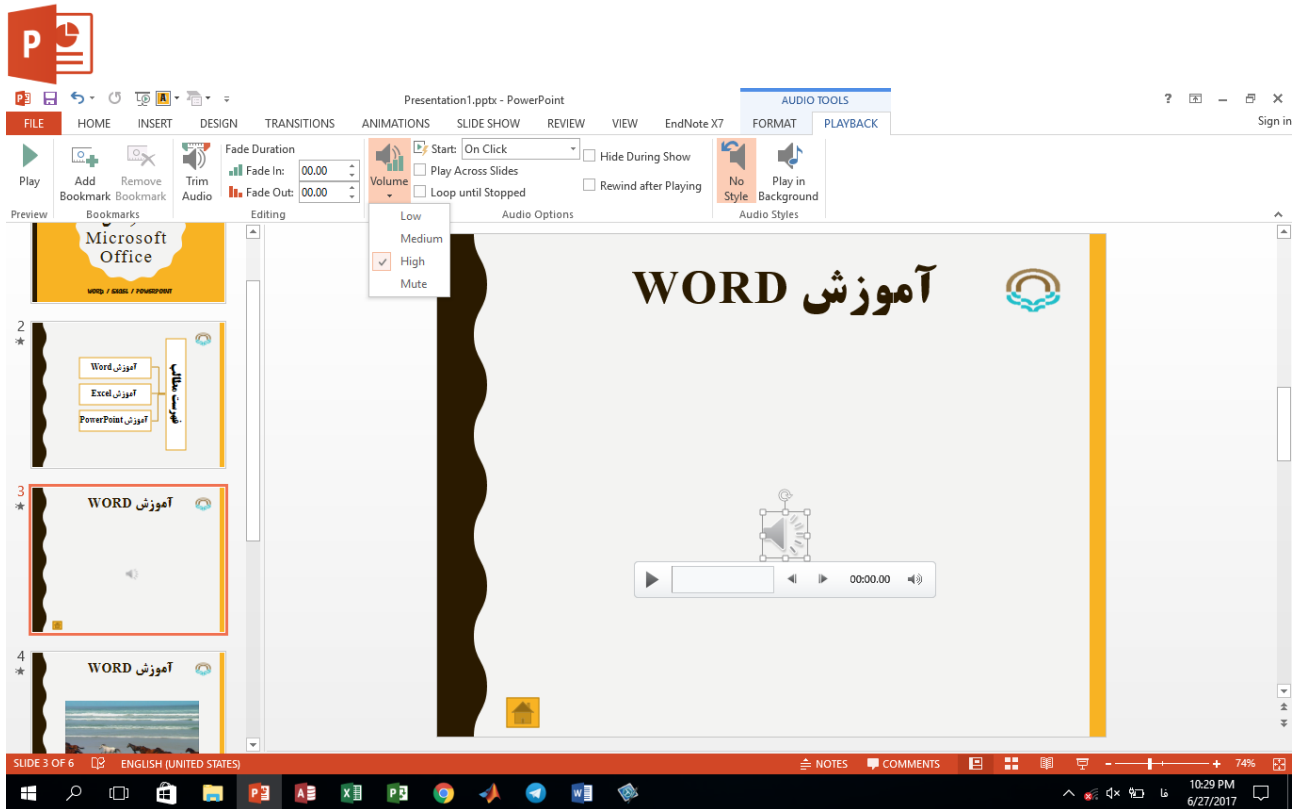 P
Presentation1.pptx - PowerPoint
AUDIO TOOLS
?
FILE HOME INSERT DESIGN TRANSITIONS ANIMATIONS SLIDE SHOW REVIEW VIEW EndNote X7 FORMAT PLAYBACK
Sign in
Play
Add Bookmark
Remove Bookmark
Trim Audio
Fade Duration
Fade In: 00.00
Fade Out: 00.00
Volume
Start: On Click
Play Across Slides
Loop until Stopped
Hide During Show
Rewind after Playing
No Style
Play in Background
Preview
Bookmarks
Editing
Audio Options
Audio Styles
Low
Medium
High
Mute
Microsoft
Office
WORD / EXCEL / POWERPOINT
2
فهرست مطالب
آموزش Word
آموزش Excel
آموزش PowerPoint
3
آموزش WORD
4
آموزش WORD
آموزش WORD
00:00.00
SLIDE 3 OF 6
ENGLISH (UNITED STATES)
NOTES
COMMENTS
74%
فا
10:29 PM
6/27/2017